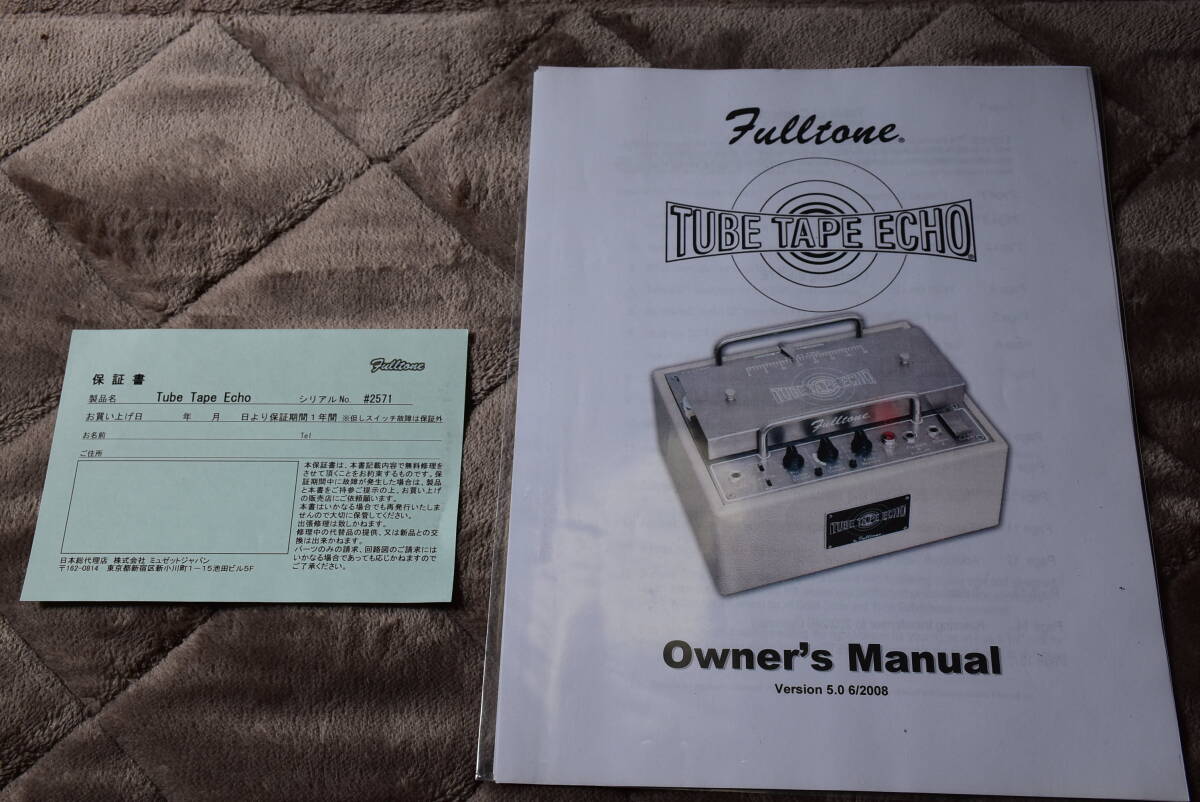 Fulltone
保証書
製品名 Tube Tape Echo シリアルNo. #2571
お買い上げ日 年 月 日より保証期間1年間 ※但しスイッチ故障は保証外
お名前 Tel
ご住所
本保証書は、本書記載内容で無料修理を
させて頂くことをお約束するものです。保
証期間中に故障が発生した場合は、製品
と本書をご持参ご提示の上、お買い上げ
の販売店にご依頼願います。
本書はいかなる場合でも再発行いたしま
せんので大切に保管してください。
出張修理は致しかねます。
修理中の代替品の提供、又は新品との交
換は出来かねます。
パーツのみの請求、回路図のご請求には
いかなる場合であっても応じかねますので
ご了承ください。
日本総代理店 株式会社 ミュゼットジャパン
〒162-0814 東京都新宿区新小川町1-15池田ビル5F
Fulltone®
TUBE TAPE ECHO®
TUBE TAPE ECHO
Fulltone
TUBE TAPE ECHO
by Fulltone
Owner's Manual
Version 5.0 6/2008